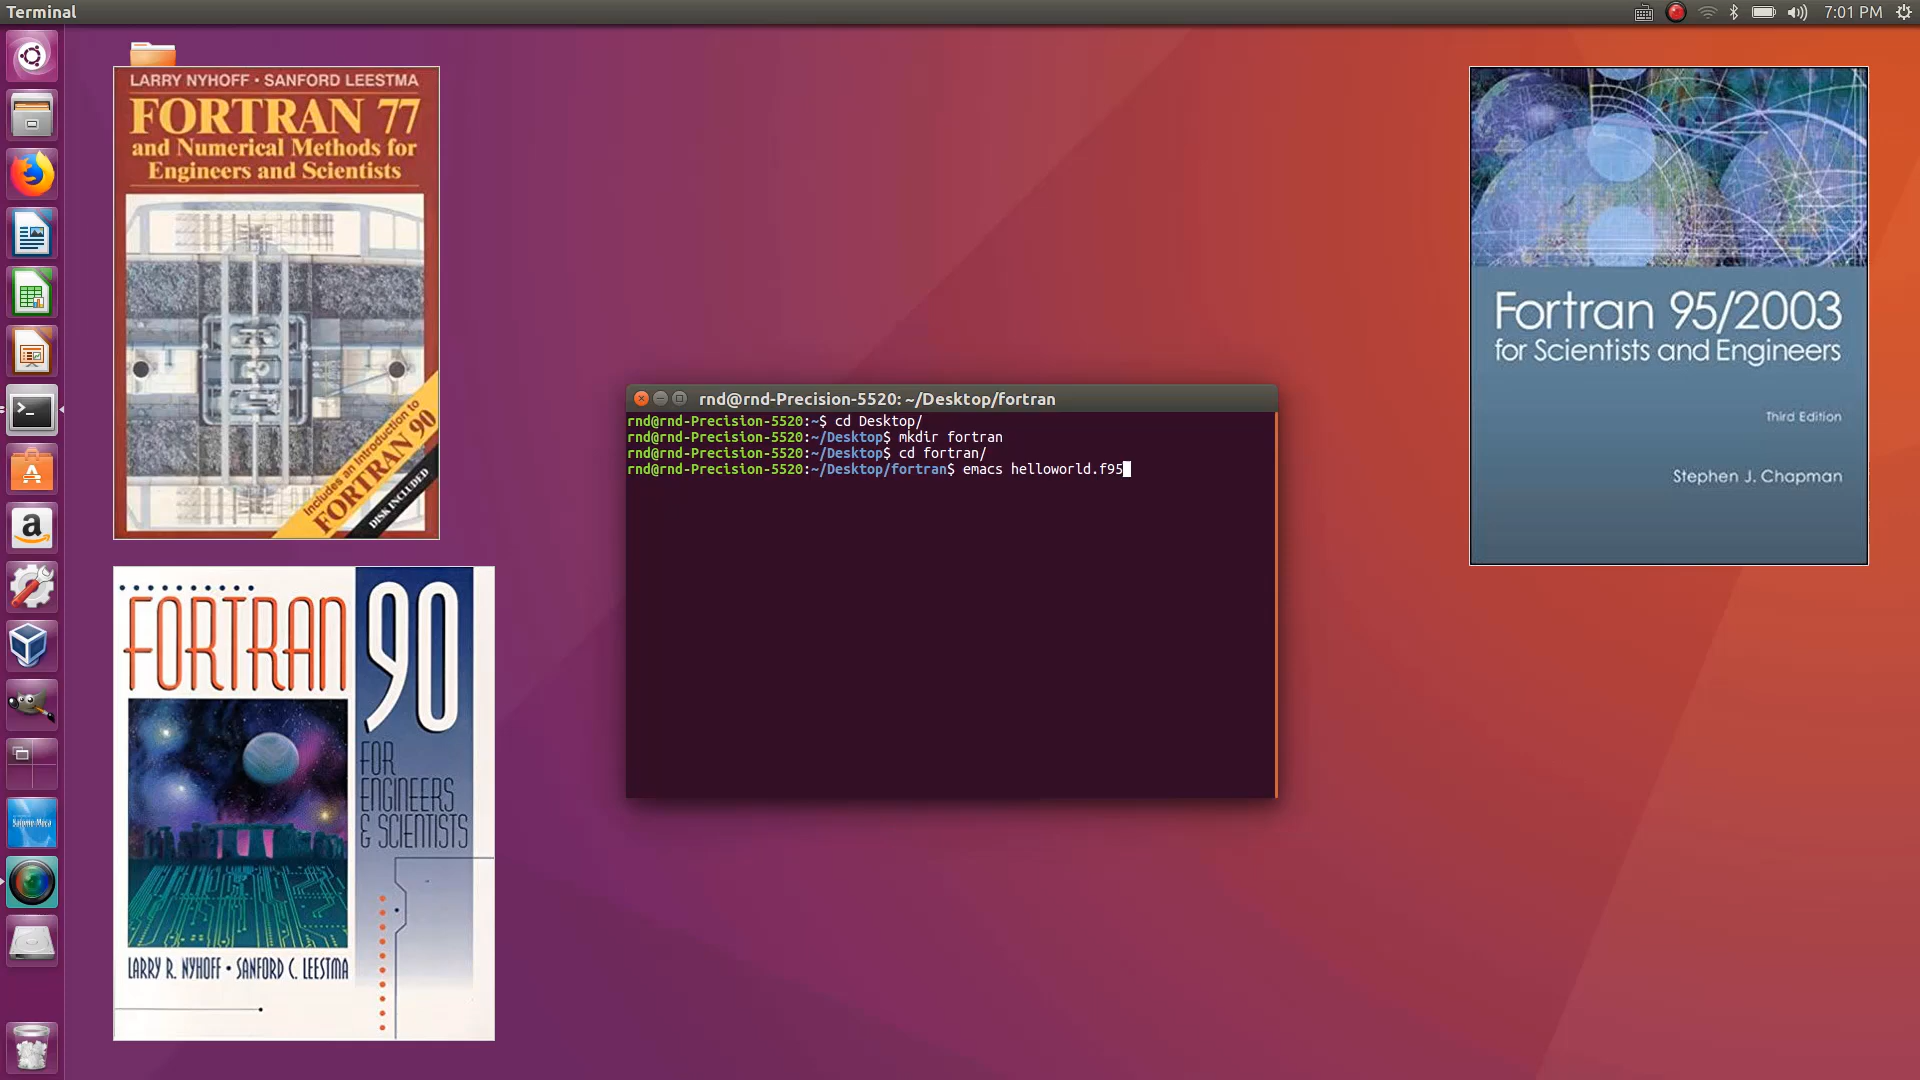 Terminal
7:01 PM
LARRY NYHOFF • SANFORD LEESTMA
FORTRAN 77
and Numerical Methods for
Engineers and Scientists
Includes an Introduction to
FORTRAN 90
DISK INCLUDED
Fortran 95/2003
for Scientists and Engineers
Third Edition
Stephen J. Chapman
rnd@rnd-Precision-5520: ~/Desktop/fortran
rnd@rnd-Precision-5520:~$ cd Desktop/
rnd@rnd-Precision-5520:~/Desktop$ mkdir fortran
rnd@rnd-Precision-5520:~/Desktop$ cd fortran/
rnd@rnd-Precision-5520:~/Desktop/fortran$ emacs helloworld.f95
FORTRAN 90
FOR
ENGINEERS
& SCIENTISTS
LARRY R. NYHOFF • SANFORD C. LEESTMA
Salome-Meca